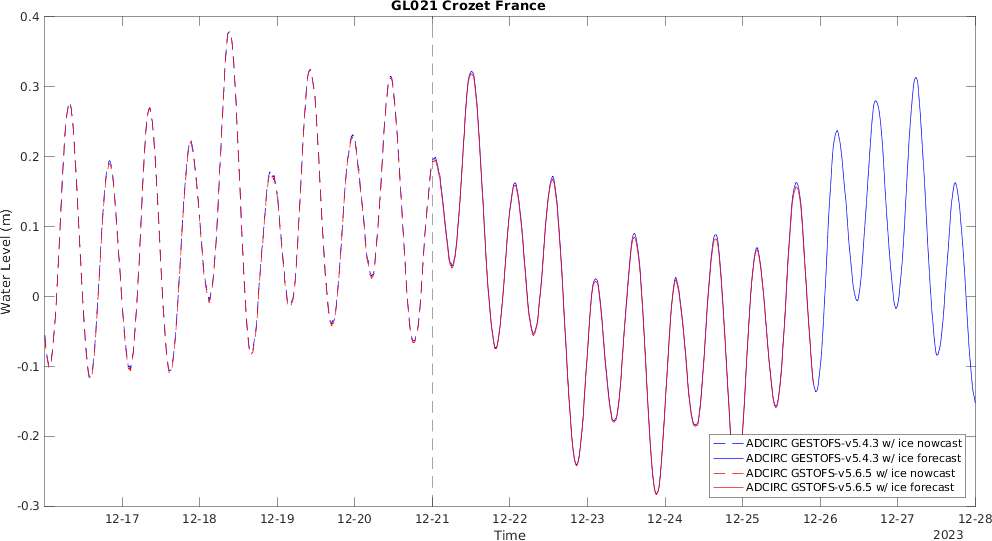 GL021 Crozet France
Water Level (m)
0.4
0.3
0.2
0.1
0
-0.1
-0.2
-0.3
ADCIRC GESTOFS-v5.4.3 w/ ice nowcast
ADCIRC GESTOFS-v5.4.3 w/ ice forecast
ADCIRC GSTOFS-v5.6.5 w/ ice nowcast
ADCIRC GSTOFS-v5.6.5 w/ ice forecast
12-17 12-18 12-19 12-20 12-21 12-22 12-23 12-24 12-25 12-26 12-27 12-28
Time
2023